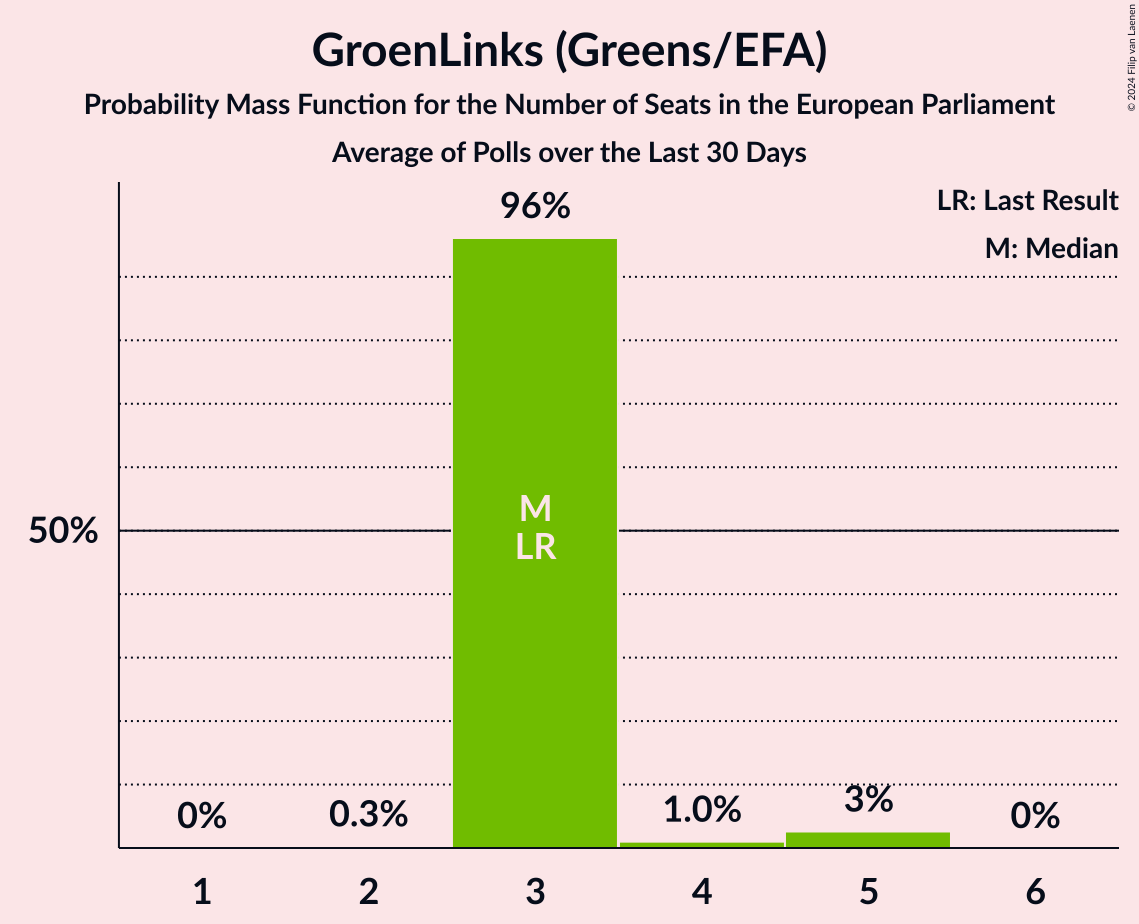 GroenLinks (Greens/EFA)
Probability Mass Function for the Number of Seats in the European Parliament
Average of Polls over the Last 30 Days
© 2024 Filip van Laenen
LR: Last Result
M: Median
96%
50%
M
LR
0%
0.3%
1.0%
3%
0%
1
2
3
4
5
6